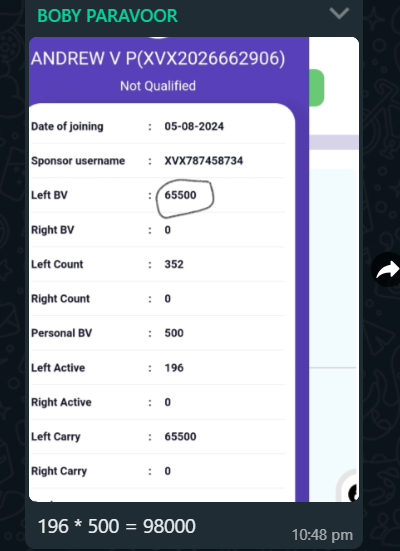 BOBY PARAVOOR
ANDREW V P(XVX2026662906)
Not Qualified
Date of joining : 05-08-2024
Sponsor username : XVX787458734
Left BV : 65500
Right BV : 0
Left Count : 352
Right Count : 0
Personal BV : 500
Left Active : 196
Right Active : 0
Left Carry : 65500
Right Carry : 0
196 * 500 = 98000
10:48 pm